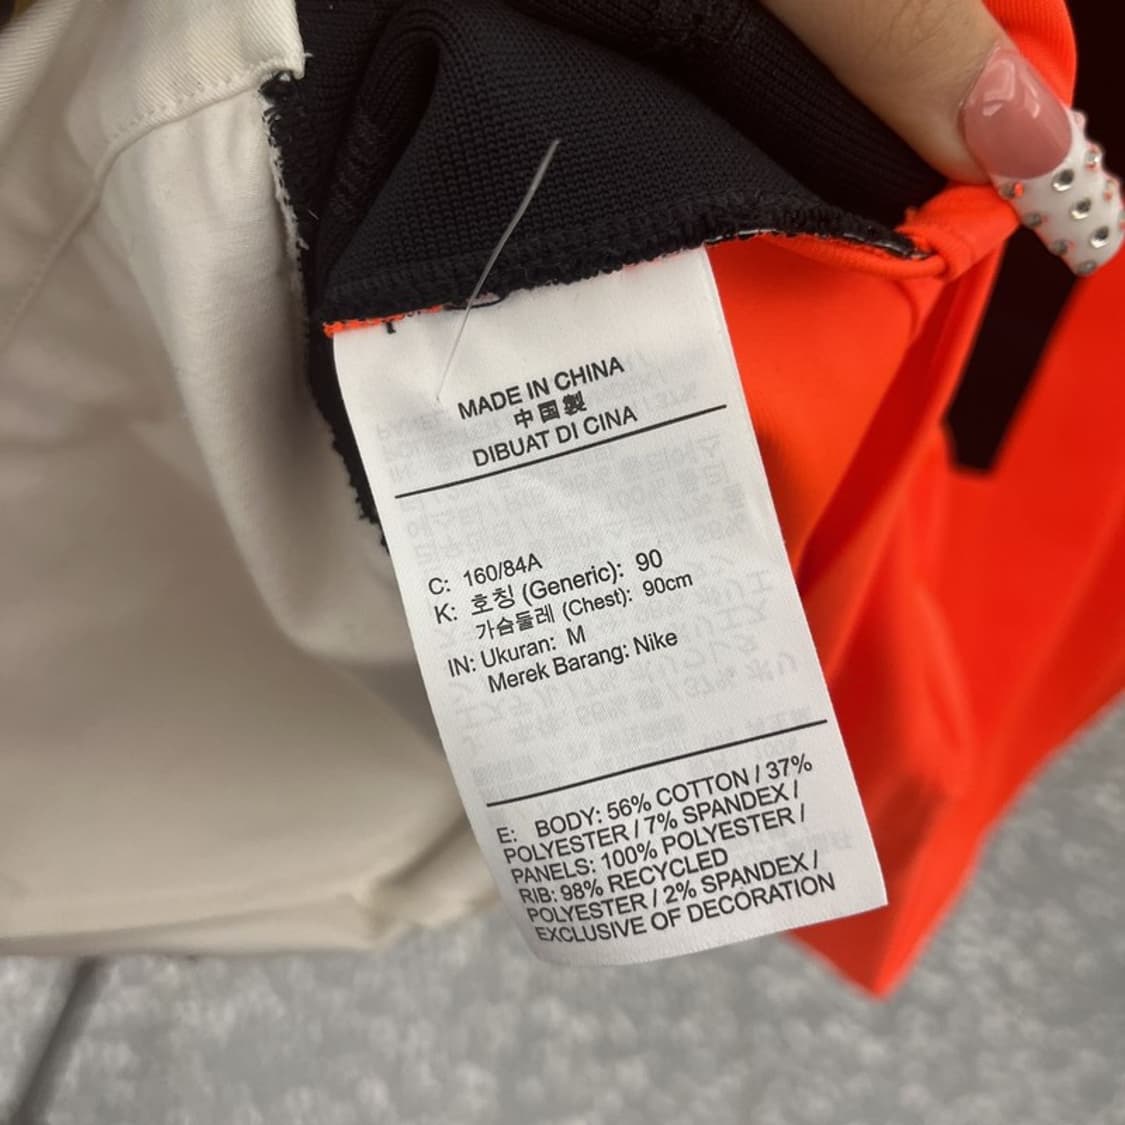 MADE IN CHINA
中国製
DIBUAT DI CINA
C: 160/84A
K: 호칭 (Generic): 90
가슴둘레 (Chest): 90cm
IN: Ukuran: M
Merek Barang: Nike
E: BODY: 56% COTTON / 37%
POLYESTER / 7% SPANDEX /
PANELS: 100% POLYESTER /
RIB: 98% RECYCLED
POLYESTER / 2% SPANDEX /
EXCLUSIVE OF DECORATION